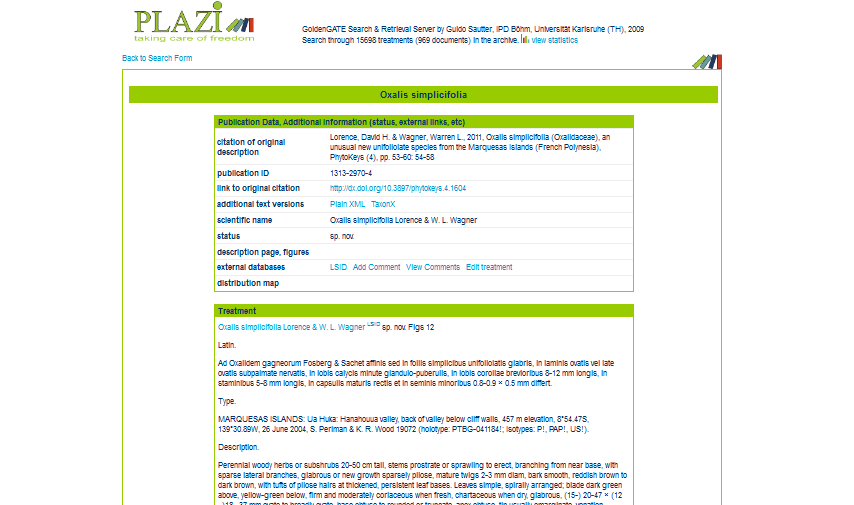 PLAZI
taking care of freedom
GoldenGATE Search & Retrieval Server by Guido Sautter, IPD Böhm, Universität Karlsruhe (TH), 2009
Search through 15698 treatments (969 documents) in the archive. view statistics
Back to Search Form
Oxalis simplicifolia
Publication Data, Additional Information (status, external links, etc)
citation of original description
Lorence, David H. & Wagner, Warren L., 2011, Oxalis simplicifolia (Oxalidaceae), an
unusual new unifoliolate species from the Marquesas Islands (French Polynesia),
PhytoKeys (4), pp. 53-60: 54-58
publication ID 1313-2970-4
link to original citation http://dx.doi.org/10.3897/phytokeys.4.1604
additional text versions Plain XML TaxonX
scientific name Oxalis simplicifolia Lorence & W. L. Wagner
status sp. nov.
description page, figures
external databases LSID Add Comment View Comments Edit treatment
distribution map
Treatment
Oxalis simplicifolia Lorence & W. L. Wagner LSID sp. nov. Figs 12
Latin.
Ad Oxalidem gagneorum Fosberg & Sachet affinis sed in foliis simplicibus unifoliolatis glabris, in laminis ovatis vel late
ovatis subpalmate nervatis, in lobis calycis minute glandulo-puberulis, in lobis corollae brevioribus 8-12 mm longis, in
staminibus 5-8 mm longis, in capsulis maturis rectis et in seminis minoribus 0.8-0.9 × 0.5 mm differt.
Type.
MARQUESAS ISLANDS: Ua Huka: Hanahouua valley, back of valley below cliff walls, 457 m elevation, 8°54.47S,
139°30.89W, 26 June 2004, S. Perlman & K. R. Wood 19072 (holotype: PTBG-041184!; isotypes: P!, PAP!, US!).
Description.
Perennial woody herbs or subshrubs 20-50 cm tall, stems prostrate or sprawling to erect, branching from near base, with
sparse lateral branches, glabrous or new growth sparsely pilose, mature twigs 2-3 mm diam, bark smooth, reddish brown to
dark brown, with tufts of pilose hairs at thickened, persistent leaf bases. Leaves simple, spirally arranged; blade dark green
above, yellow-green below, firm and moderately coriaceous when fresh, chartaceous when dry, glabrous, (15-) 20-47 × (12